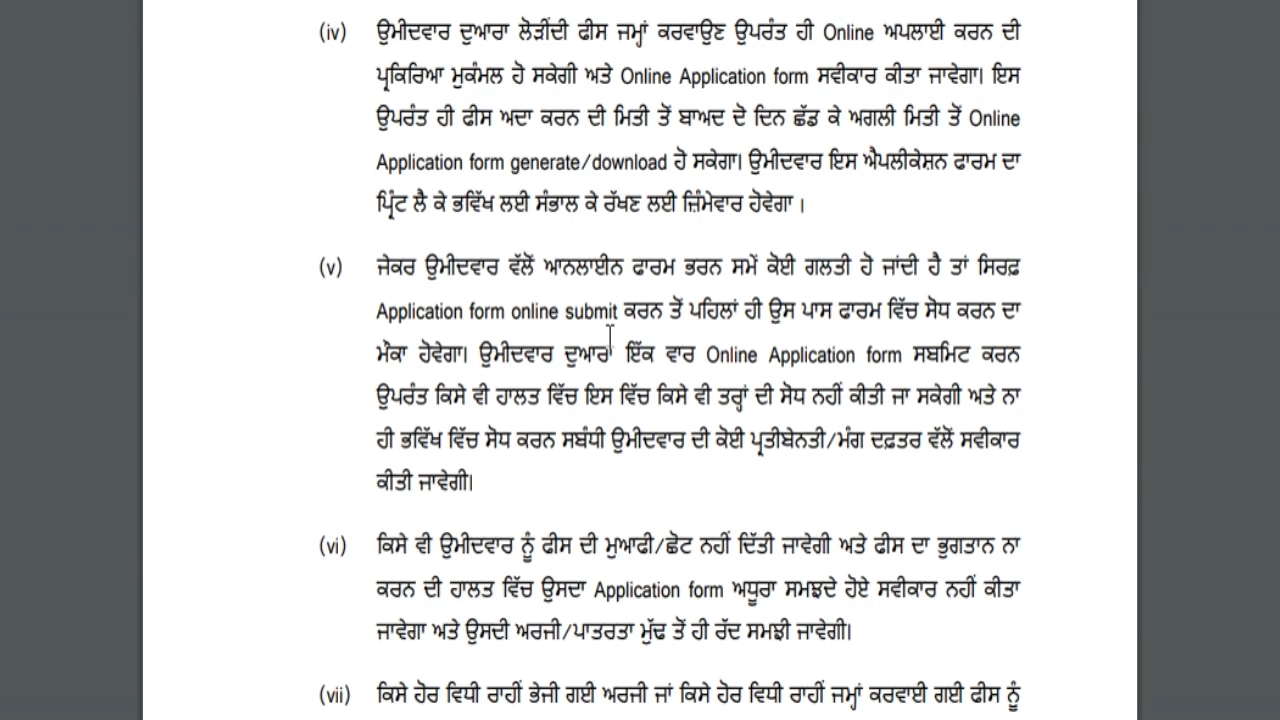 (iv) ਉਮੀਦਵਾਰ ਦੁਆਰਾ ਲੋੜੀਂਦੀ ਫੀਸ ਜਮ੍ਹਾਂ ਕਰਵਾਉਣ ਉਪਰੰਤ ਹੀ Online ਅਪਲਾਈ ਕਰਨ ਦੀ
ਪ੍ਰਕਿਰਿਆ ਮੁਕੰਮਲ ਹੋ ਸਕੇਗੀ ਅਤੇ Online Application form ਸਵੀਕਾਰ ਕੀਤਾ ਜਾਵੇਗਾ। ਇਸ
ਉਪਰੰਤ ਹੀ ਫੀਸ ਅਦਾ ਕਰਨ ਦੀ ਮਿਤੀ ਤੋਂ ਬਾਅਦ ਦੋ ਦਿਨ ਛੱਡ ਕੇ ਅਗਲੀ ਮਿਤੀ ਤੋਂ Online
Application form generate/download ਹੋ ਸਕੇਗਾ। ਉਮੀਦਵਾਰ ਇਸ ਐਪਲੀਕੇਸ਼ਨ ਫਾਰਮ ਦਾ
ਪ੍ਰਿੰਟ ਲੈ ਕੇ ਭਵਿੱਖ ਲਈ ਸੰਭਾਲ ਕੇ ਰੱਖਣ ਲਈ ਜ਼ਿੰਮੇਵਾਰ ਹੋਵੇਗਾ ।
(v) ਜੇਕਰ ਉਮੀਦਵਾਰ ਵੱਲੋਂ ਆਨਲਾਈਨ ਫਾਰਮ ਭਰਨ ਸਮੇਂ ਕੋਈ ਗਲਤੀ ਹੋ ਜਾਂਦੀ ਹੈ ਤਾਂ ਸਿਰਫ਼
Application form online submit ਕਰਨ ਤੋਂ ਪਹਿਲਾਂ ਹੀ ਉਸ ਪਾਸ ਫਾਰਮ ਵਿੱਚ ਸੋਧ ਕਰਨ ਦਾ
ਮੌਕਾ ਹੋਵੇਗਾ। ਉਮੀਦਵਾਰ ਦੁਆਰਾ ਇੱਕ ਵਾਰ Online Application form ਸਬਮਿਟ ਕਰਨ
ਉਪਰੰਤ ਕਿਸੇ ਵੀ ਹਾਲਤ ਵਿੱਚ ਇਸ ਵਿੱਚ ਕਿਸੇ ਵੀ ਤਰ੍ਹਾਂ ਦੀ ਸੋਧ ਨਹੀਂ ਕੀਤੀ ਜਾ ਸਕੇਗੀ ਅਤੇ ਨਾ
ਹੀ ਭਵਿੱਖ ਵਿੱਚ ਸੋਧ ਕਰਨ ਸਬੰਧੀ ਉਮੀਦਵਾਰ ਦੀ ਕੋਈ ਪ੍ਰਤੀਬੇਨਤੀ/ਮੰਗ ਦਫ਼ਤਰ ਵੱਲੋਂ ਸਵੀਕਾਰ
ਕੀਤੀ ਜਾਵੇਗੀ।
(vi) ਕਿਸੇ ਵੀ ਉਮੀਦਵਾਰ ਨੂੰ ਫੀਸ ਦੀ ਮੁਆਫੀ/ਛੋਟ ਨਹੀਂ ਦਿੱਤੀ ਜਾਵੇਗੀ ਅਤੇ ਫੀਸ ਦਾ ਭੁਗਤਾਨ ਨਾ
ਕਰਨ ਦੀ ਹਾਲਤ ਵਿੱਚ ਉਸਦਾ Application form ਅਧੂਰਾ ਸਮਝਦੇ ਹੋਏ ਸਵੀਕਾਰ ਨਹੀਂ ਕੀਤਾ
ਜਾਵੇਗਾ ਅਤੇ ਉਸਦੀ ਅਰਜੀ/ਪਾਤਰਤਾ ਮੁੱਢ ਤੋਂ ਹੀ ਰੱਦ ਸਮਝੀ ਜਾਵੇਗੀ।
(vii) ਕਿਸੇ ਹੋਰ ਵਿਧੀ ਰਾਹੀਂ ਭੇਜੀ ਗਈ ਅਰਜੀ ਜਾਂ ਕਿਸੇ ਹੋਰ ਵਿਧੀ ਰਾਹੀਂ ਜਮ੍ਹਾਂ ਕਰਵਾਈ ਗਈ ਫੀਸ ਨੂੰ